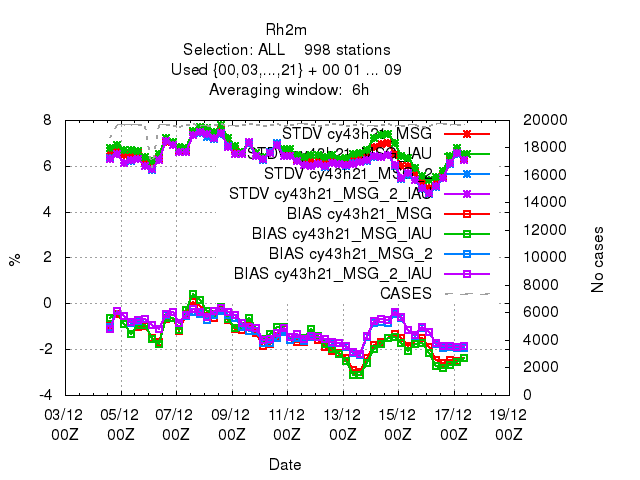 Rh2m
Selection: ALL    998 stations
Used {00,03,...,21} + 00 01 ... 09
Averaging window:  6h
8
6
4
2
0
-2
-4
%
20000
18000
16000
14000
12000
10000
8000
6000
4000
2000
0
No cases
STDV cy43h21_MSG
STDV cy43h21_MSG_IAU
STDV cy43h21_MSG_2
STDV cy43h21_MSG_2_IAU
BIAS cy43h21_MSG
BIAS cy43h21_MSG_IAU
BIAS cy43h21_MSG_2
BIAS cy43h21_MSG_2_IAU
CASES
03/12 05/12 07/12 09/12 11/12 13/12 15/12 17/12 19/12
00Z 00Z 00Z 00Z 00Z 00Z 00Z 00Z 00Z
Date